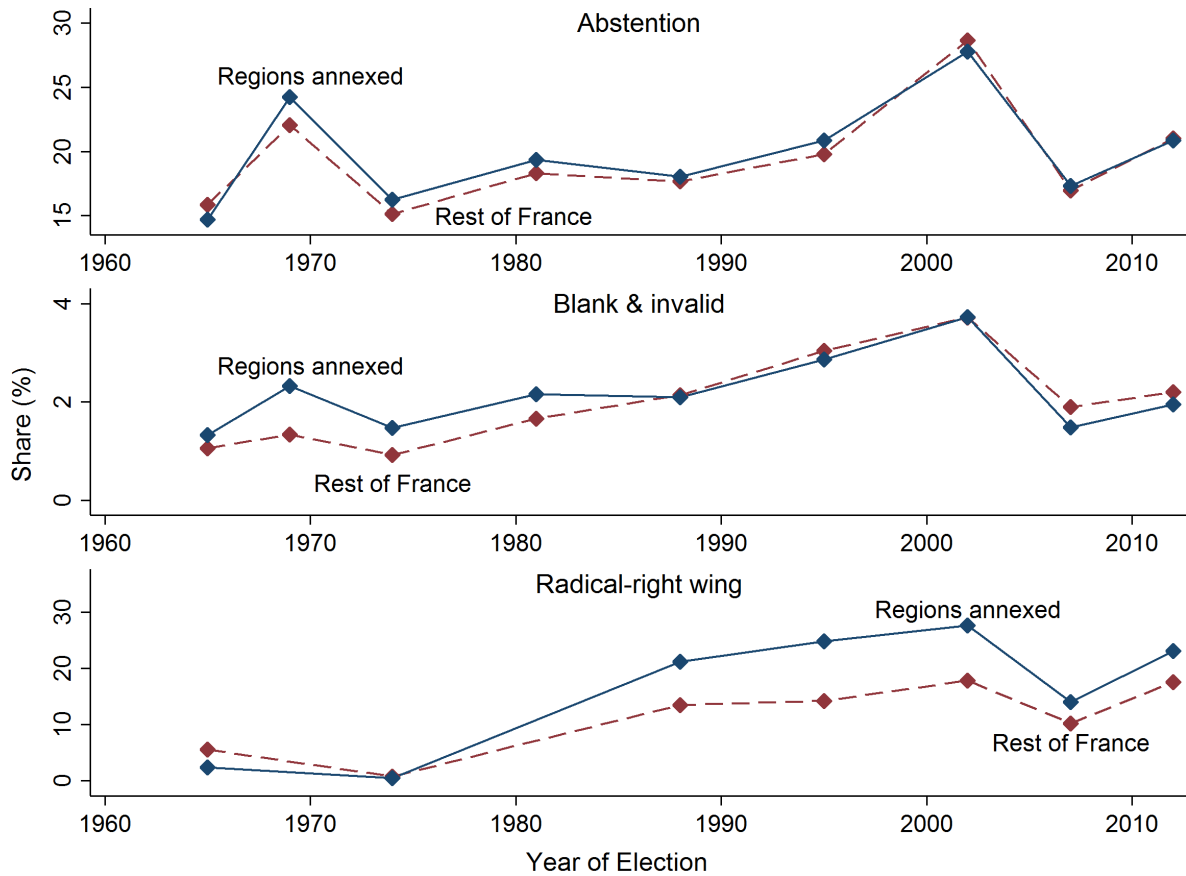 Abstention
30
25
20
15
Regions annexed
Rest of France
1960 1970 1980 1990 2000 2010
Blank & invalid
4
2
0
Regions annexed
Rest of France
1960 1970 1980 1990 2000 2010
Share (%)
Radical-right wing
30
20
10
0
Regions annexed
Rest of France
1960 1970 1980 1990 2000 2010
Year of Election